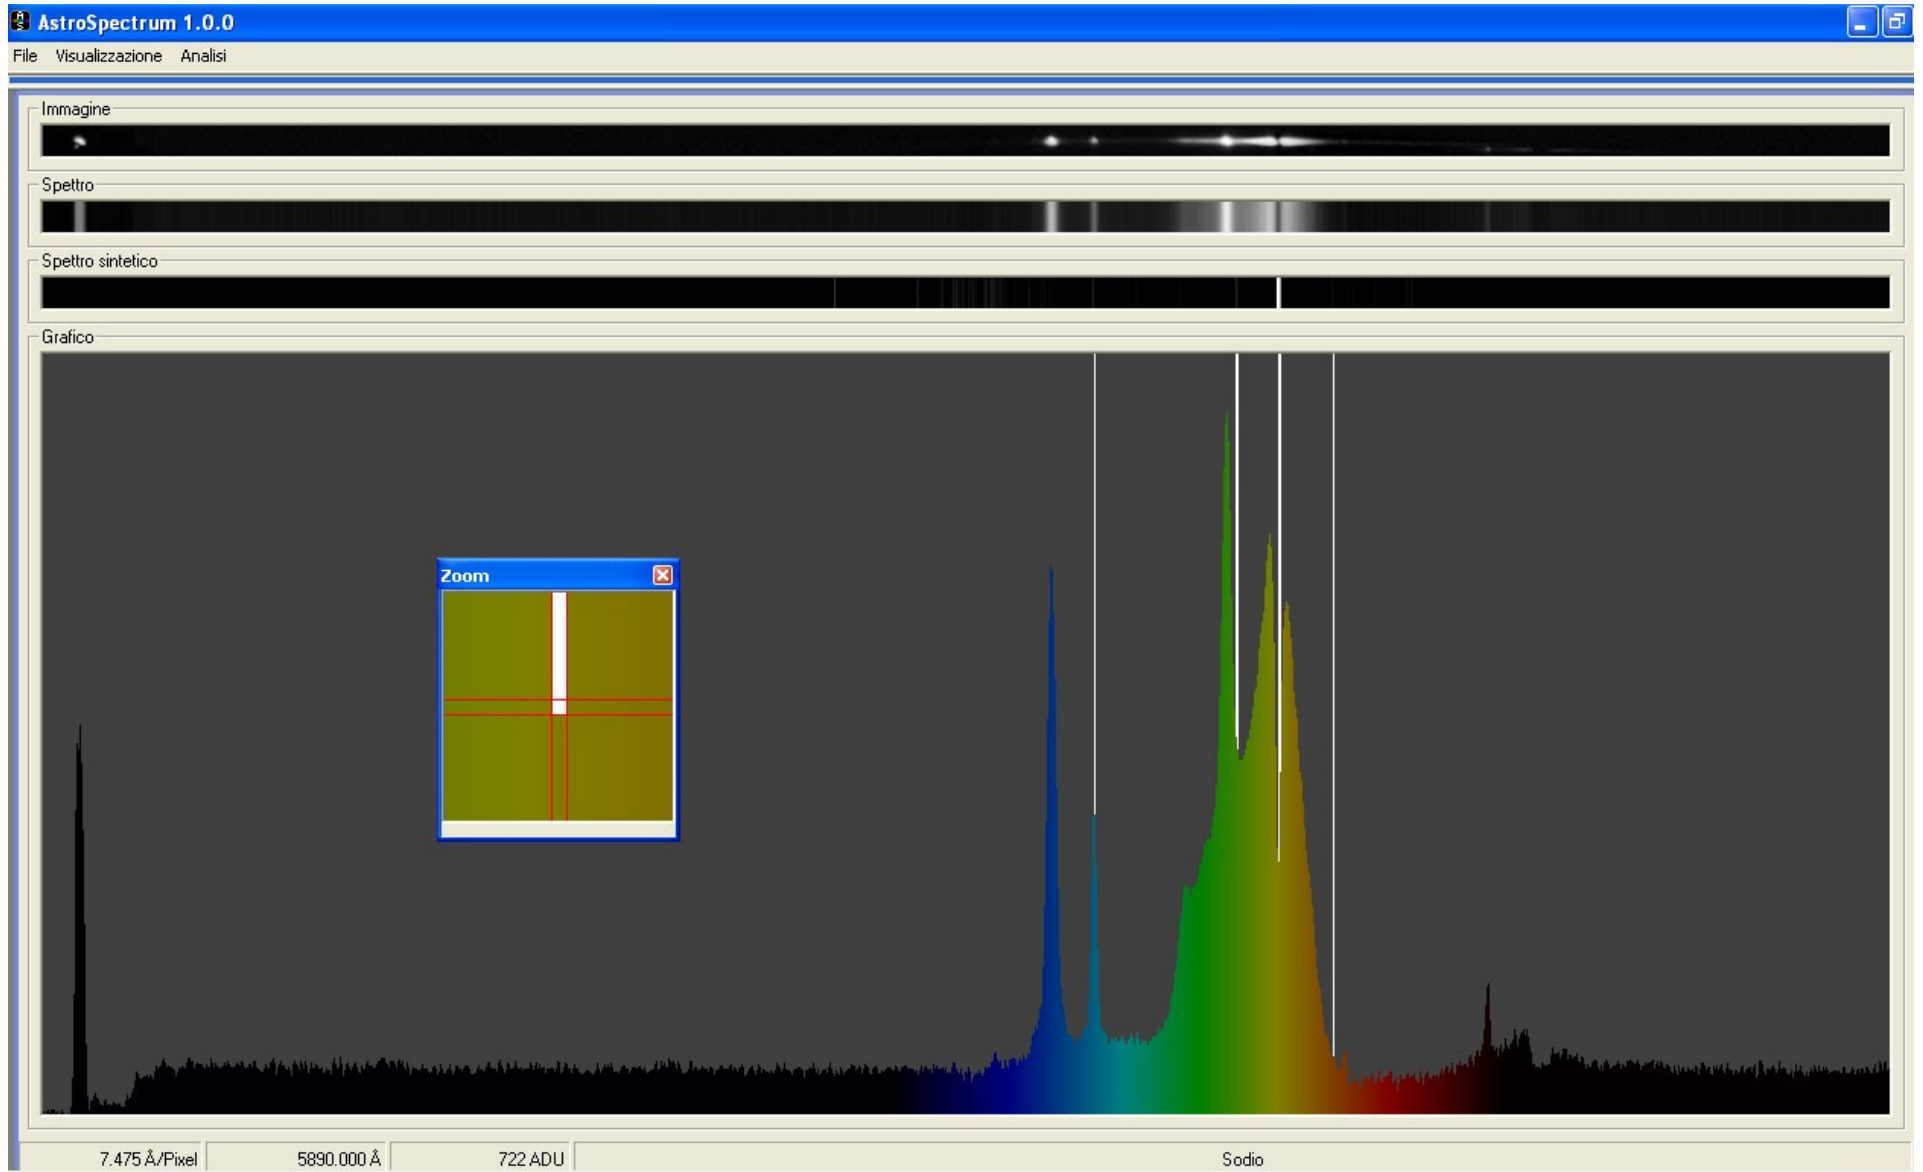 AstroSpectrum 1.0.0
File Visualizzazione Analisi
Immagine
Spettro
Spettro sintetico
Grafico
Zoom
7.475 Å/Pixel 5890.000 Å 722 ADU Sodio